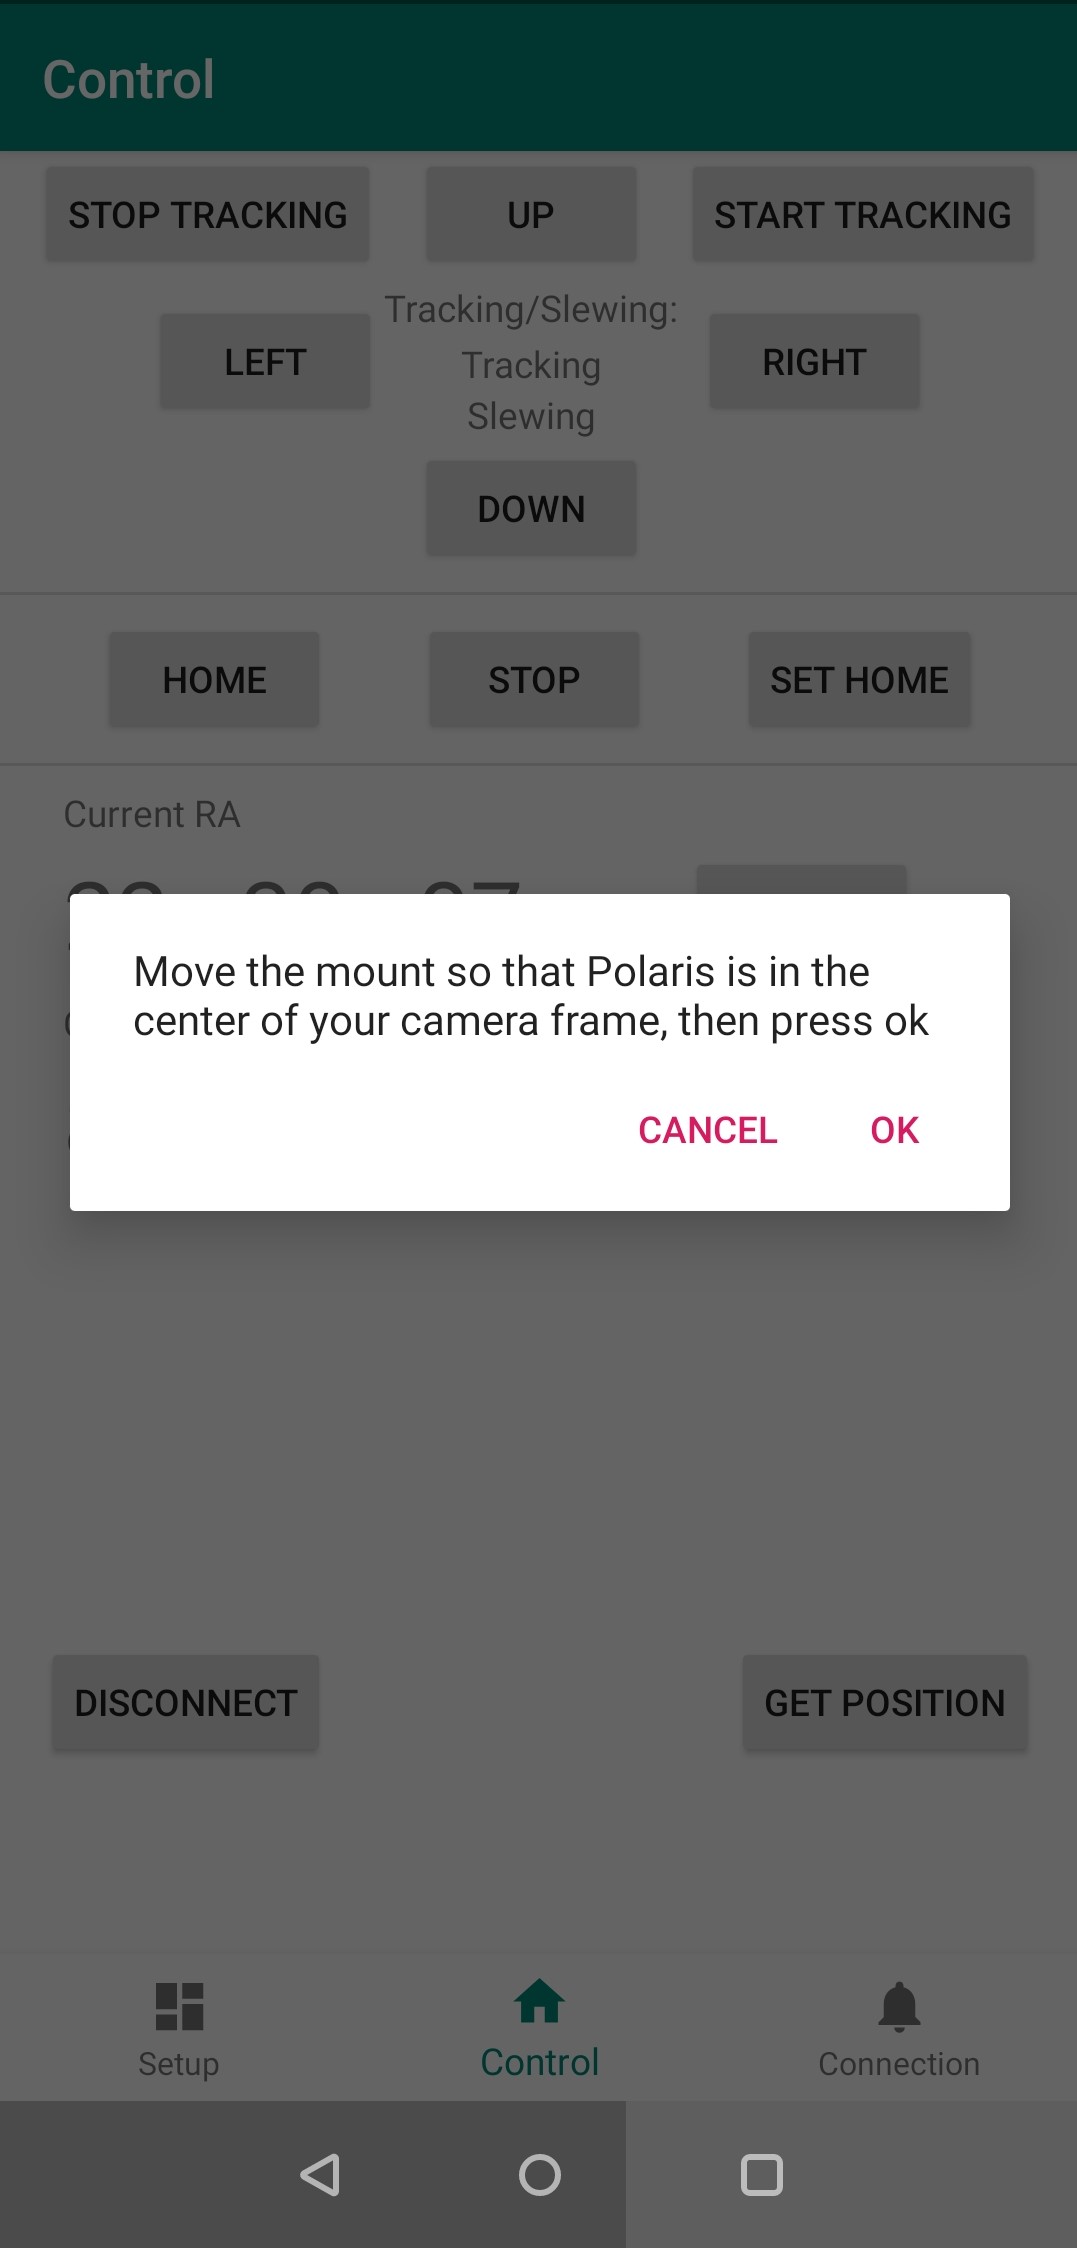 Control
STOP TRACKING
UP
START TRACKING
Tracking/Slewing:
LEFT
Tracking
RIGHT
Slewing
DOWN
HOME
STOP
SET HOME
Current RA
Move the mount so that Polaris is in the
center of your camera frame, then press ok
CANCEL
OK
DISCONNECT
GET POSITION
Setup
Control
Connection